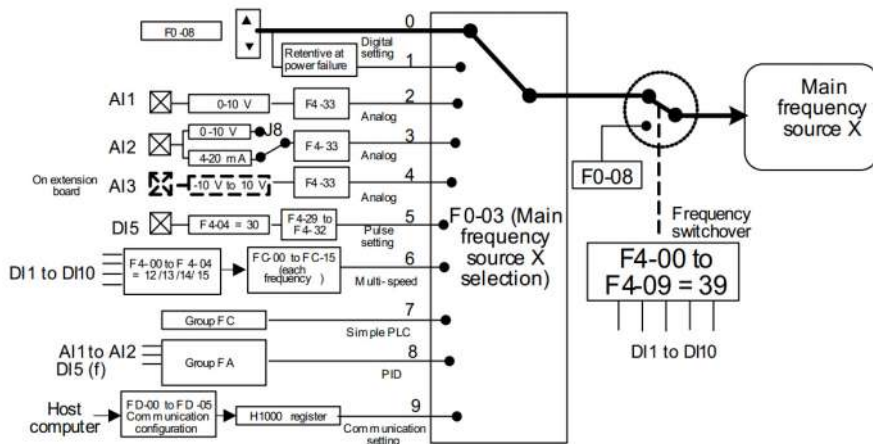 F0-08
0
Digital
setting
Retentive at
power failure
1
AI1
0-10 V
F4-33
2
Analog
AI2
0-10 V
4-20 mA
J8
F4-33
3
Analog
On extension
board
AI3
-10 V to 10 V
F4-33
4
Analog
DI5
F4-04 = 30
F4-29 to
F4-32
5
Pulse
setting
DI1 to DI10
F4-00 to F4-04
= 12/13/14/15
FC-00 to FC-15
(each
frequency )
6
Multi-speed
Group FC
7
Simple PLC
AI1 to AI2
DI5 (f)
Group FA
8
PID
Host
computer
FD-00 to FD-05
Communication
configuration
H1000 register
9
Communication
setting
F0-03 (Main
frequency
source X
selection)
F0-08
Main
frequency
source X
Frequency
switchover
F4-00 to
F4-09 = 39
DI1 to DI10